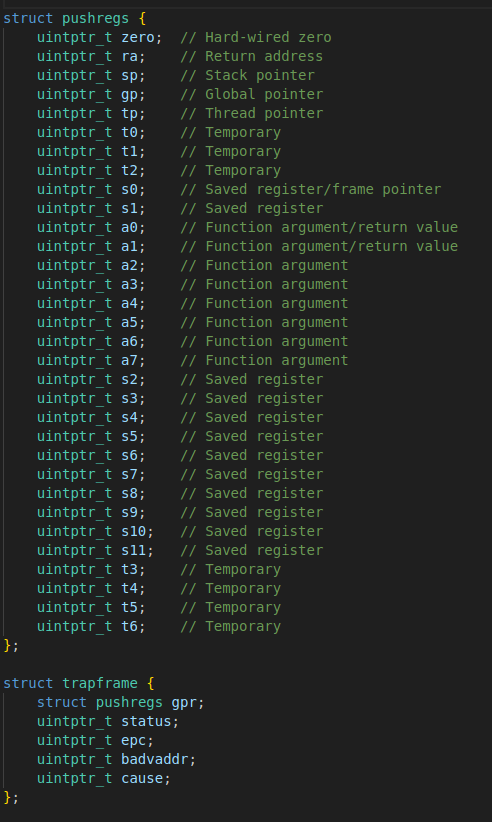 struct pushregs {
    uintptr_t zero;  // Hard-wired zero
    uintptr_t ra;    // Return address
    uintptr_t sp;    // Stack pointer
    uintptr_t gp;    // Global pointer
    uintptr_t tp;    // Thread pointer
    uintptr_t t0;    // Temporary
    uintptr_t t1;    // Temporary
    uintptr_t t2;    // Temporary
    uintptr_t s0;    // Saved register/frame pointer
    uintptr_t s1;    // Saved register
    uintptr_t a0;    // Function argument/return value
    uintptr_t a1;    // Function argument/return value
    uintptr_t a2;    // Function argument
    uintptr_t a3;    // Function argument
    uintptr_t a4;    // Function argument
    uintptr_t a5;    // Function argument
    uintptr_t a6;    // Function argument
    uintptr_t a7;    // Function argument
    uintptr_t s2;    // Saved register
    uintptr_t s3;    // Saved register
    uintptr_t s4;    // Saved register
    uintptr_t s5;    // Saved register
    uintptr_t s6;    // Saved register
    uintptr_t s7;    // Saved register
    uintptr_t s8;    // Saved register
    uintptr_t s9;    // Saved register
    uintptr_t s10;   // Saved register
    uintptr_t s11;   // Saved register
    uintptr_t t3;    // Temporary
    uintptr_t t4;    // Temporary
    uintptr_t t5;    // Temporary
    uintptr_t t6;    // Temporary
};

struct trapframe {
    struct pushregs gpr;
    uintptr_t status;
    uintptr_t epc;
    uintptr_t badvaddr;
    uintptr_t cause;
};